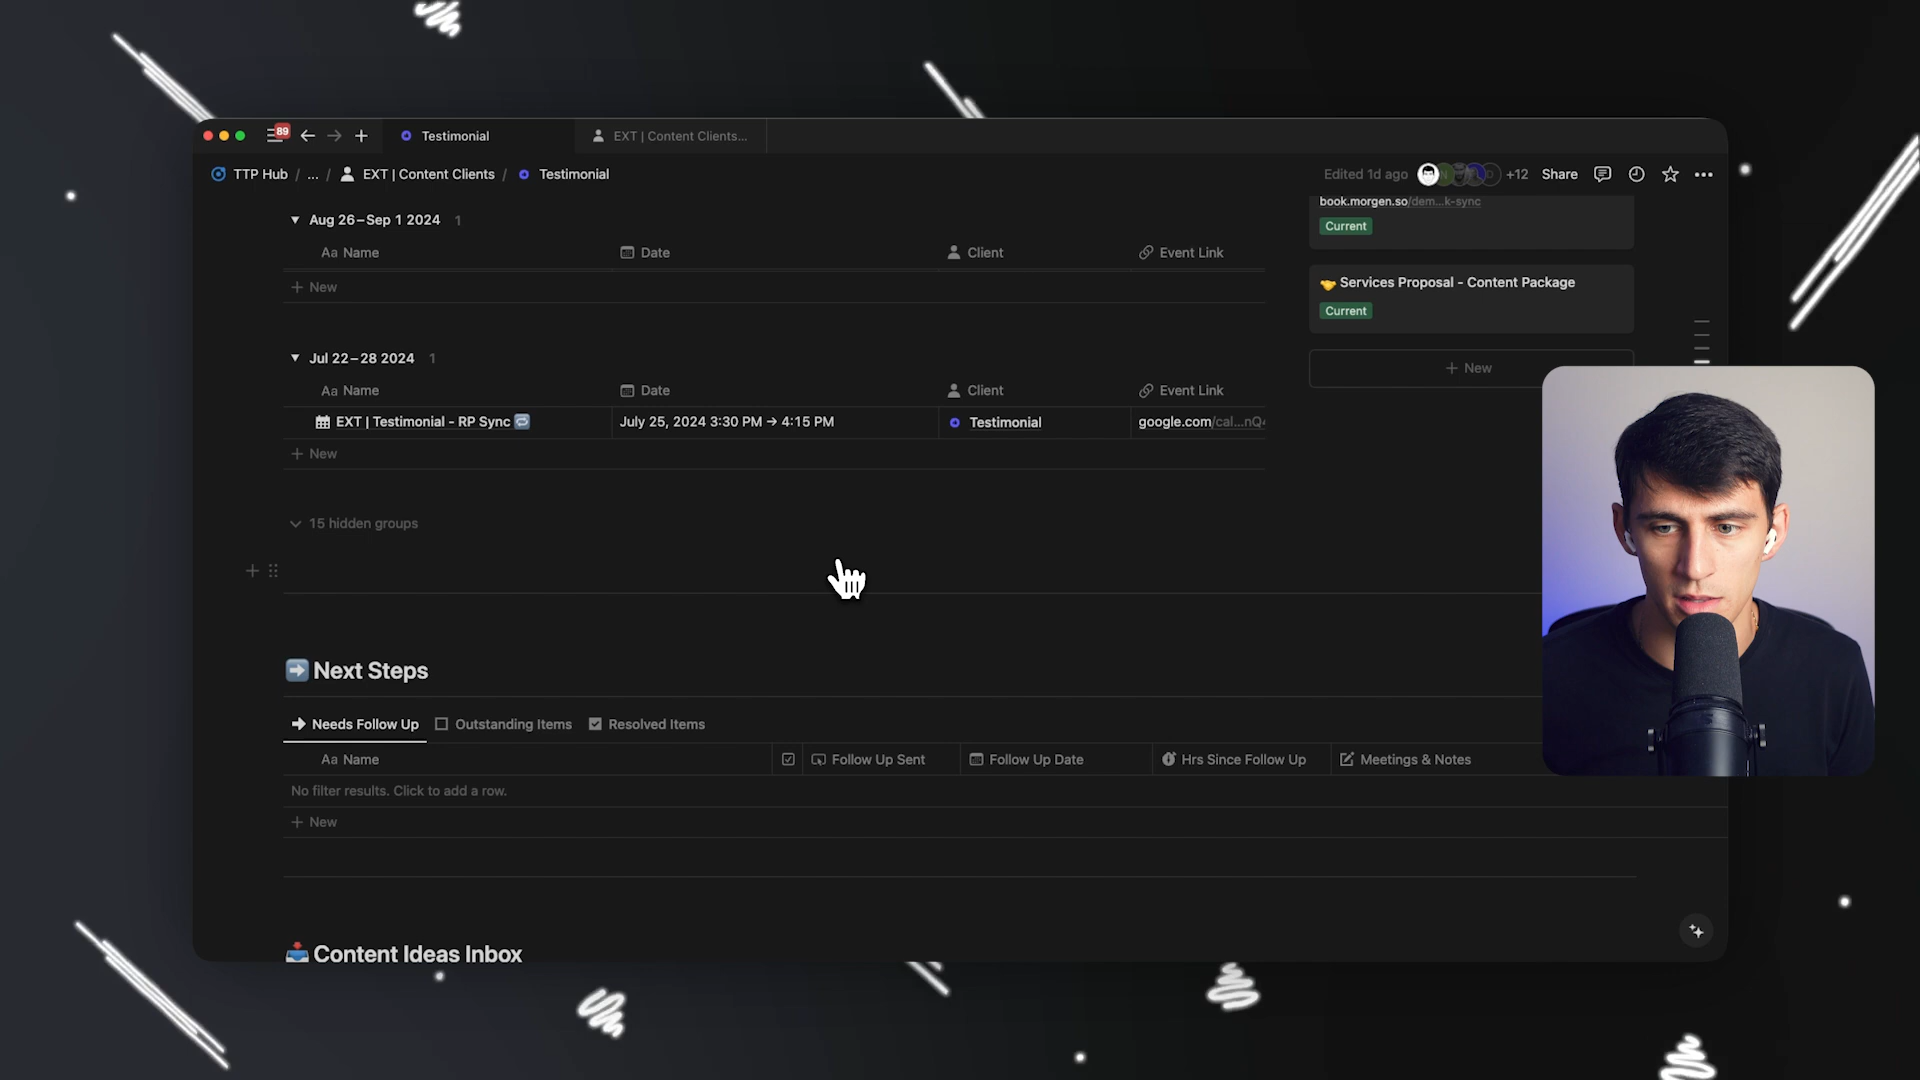 89
Testimonial
EXT | Content Clients...
TTP Hub / ... / EXT | Content Clients / Testimonial
Edited 1d ago
+12
Share
book.morgen.so/dem...k-sync
Current
Services Proposal - Content Package
Current
+ New
Aug 26 – Sep 1 2024 1
Aa Name
Date
Client
Event Link
+ New
Jul 22 – 28 2024 1
Aa Name
Date
Client
Event Link
EXT | Testimonial - RP Sync
July 25, 2024 3:30 PM → 4:15 PM
Testimonial
google.com/cal...nQ
+ New
15 hidden groups
Next Steps
Needs Follow Up
Outstanding Items
Resolved Items
Aa Name
Follow Up Sent
Follow Up Date
Hrs Since Follow Up
Meetings & Notes
No filter results. Click to add a row.
+ New
Content Ideas Inbox